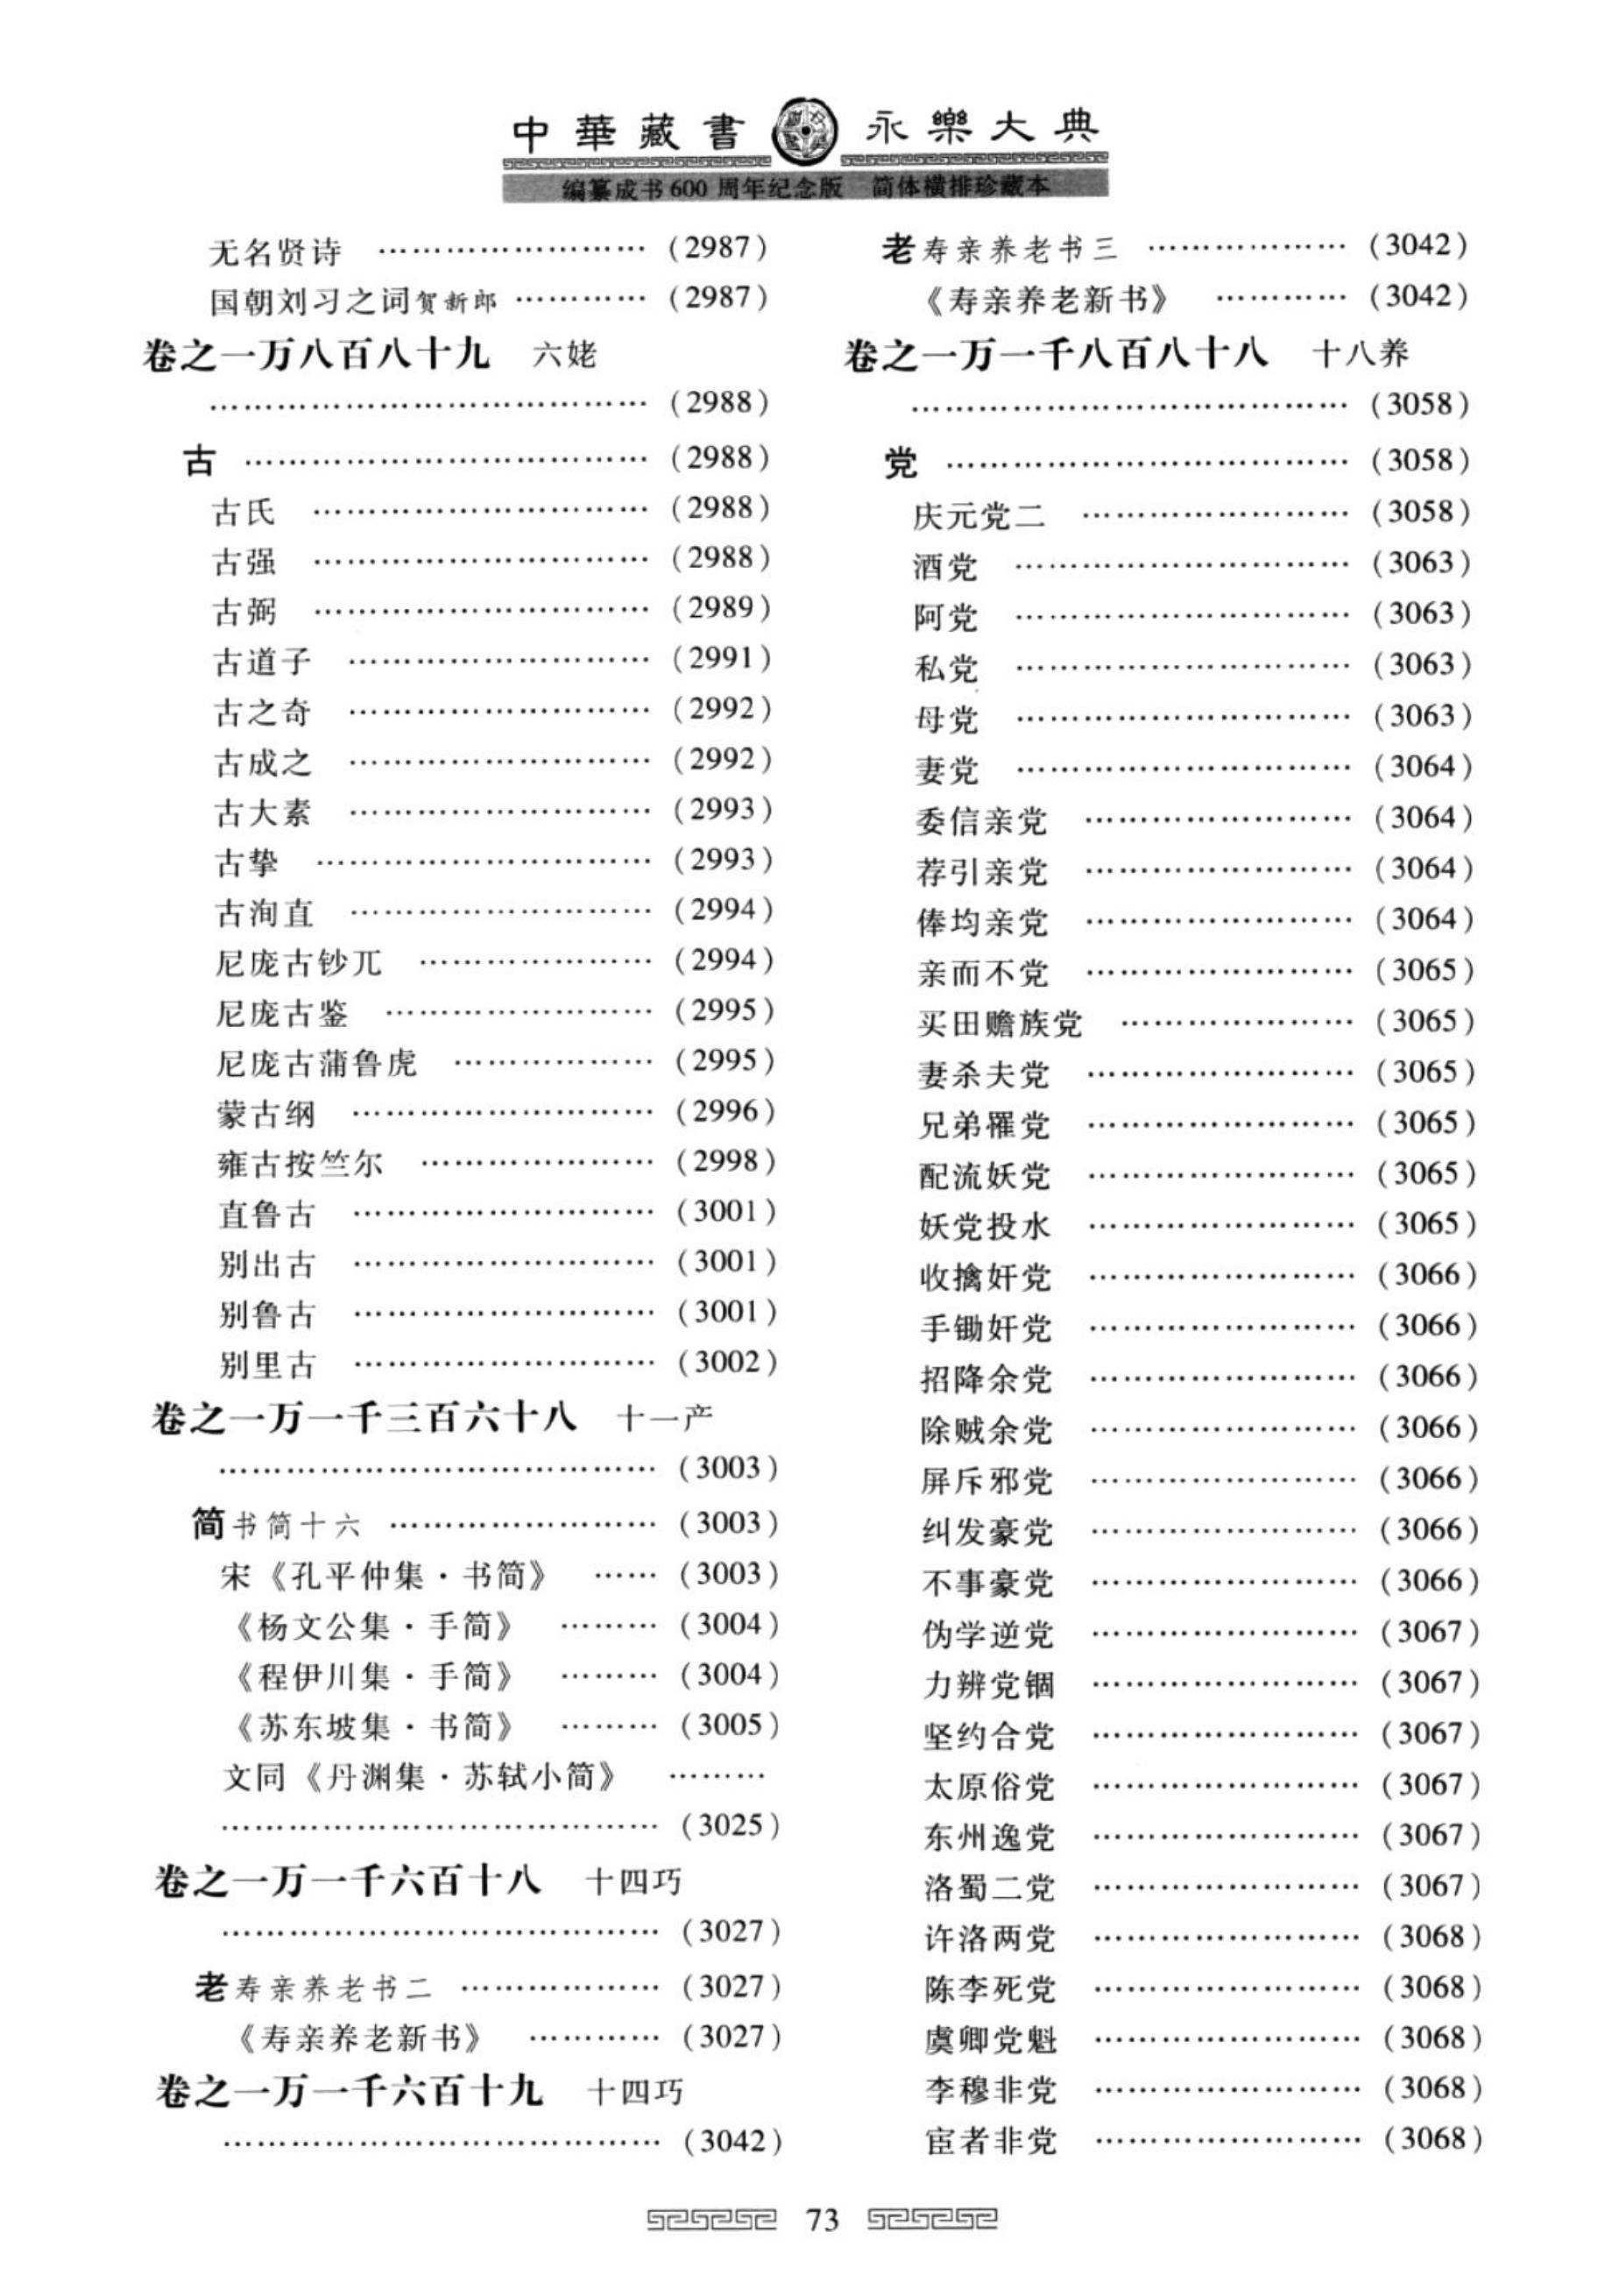 中華藏書 永樂大典
编纂成书600周年纪念版 简体横排珍藏本
无名贤诗 …………………… (2987)
国朝刘习之词贺新郎 ………… (2987)
卷之一万八百八十九 六姥
………………………………… (2988)
古 ……………………………… (2988)
古氏 ………………………… (2988)
古强 ………………………… (2988)
古弼 ………………………… (2989)
古道子 ……………………… (2991)
古之奇 ……………………… (2992)
古成之 ……………………… (2992)
古大素 ……………………… (2993)
古挚 ………………………… (2993)
古洵直 ……………………… (2994)
尼庞古钞兀 ………………… (2994)
尼庞古鉴 …………………… (2995)
尼庞古蒲鲁虎 ……………… (2995)
蒙古纲 ……………………… (2996)
雍古按竺尔 ………………… (2998)
直鲁古 ……………………… (3001)
别出古 ……………………… (3001)
别鲁古 ……………………… (3001)
别里古 ……………………… (3002)
卷之一万一千三百六十八 十一产
………………………………… (3003)
简书简十六 …………………… (3003)
宋《孔平仲集·书简》 …… (3003)
《杨文公集·手简》 ……… (3004)
《程伊川集·手简》 ……… (3004)
《苏东坡集·书简》 ……… (3005)
文同《丹渊集·苏轼小简》 ………
………………………………… (3025)
卷之一万一千六百十八 十四巧
………………………………… (3027)
老寿亲养老书二 ……………… (3027)
《寿亲养老新书》 ………… (3027)
卷之一万一千六百十九 十四巧
………………………………… (3042)
老寿亲养老书三 ……………… (3042)
《寿亲养老新书》 ………… (3042)
卷之一万一千八百八十八 十八养
………………………………… (3058)
党 ……………………………… (3058)
庆元党二 …………………… (3058)
酒党 ………………………… (3063)
阿党 ………………………… (3063)
私党 ………………………… (3063)
母党 ………………………… (3063)
妻党 ………………………… (3064)
委信亲党 …………………… (3064)
荐引亲党 …………………… (3064)
俸均亲党 …………………… (3064)
亲而不党 …………………… (3065)
买田赡族党 ………………… (3065)
妻杀夫党 …………………… (3065)
兄弟罹党 …………………… (3065)
配流妖党 …………………… (3065)
妖党投水 …………………… (3065)
收擒奸党 …………………… (3066)
手锄奸党 …………………… (3066)
招降余党 …………………… (3066)
除贼余党 …………………… (3066)
屏斥邪党 …………………… (3066)
纠发豪党 …………………… (3066)
不事豪党 …………………… (3066)
伪学逆党 …………………… (3067)
力辨党锢 …………………… (3067)
坚约合党 …………………… (3067)
太原俗党 …………………… (3067)
东州逸党 …………………… (3067)
洛蜀二党 …………………… (3067)
许洛两党 …………………… (3068)
陈李死党 …………………… (3068)
虞卿党魁 …………………… (3068)
李穆非党 …………………… (3068)
宦者非党 …………………… (3068)
73